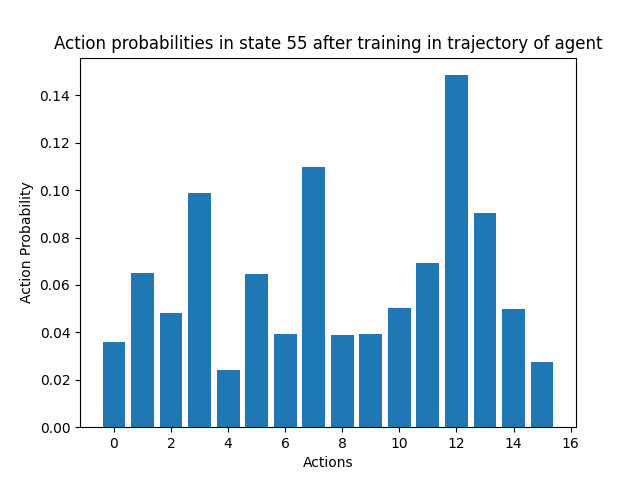 Action probabilities in state 55 after training in trajectory of agent
0.14
0.12
0.10
0.08
0.06
0.04
0.02
0.00
Action Probability
0 2 4 6 8 10 12 14 16
Actions